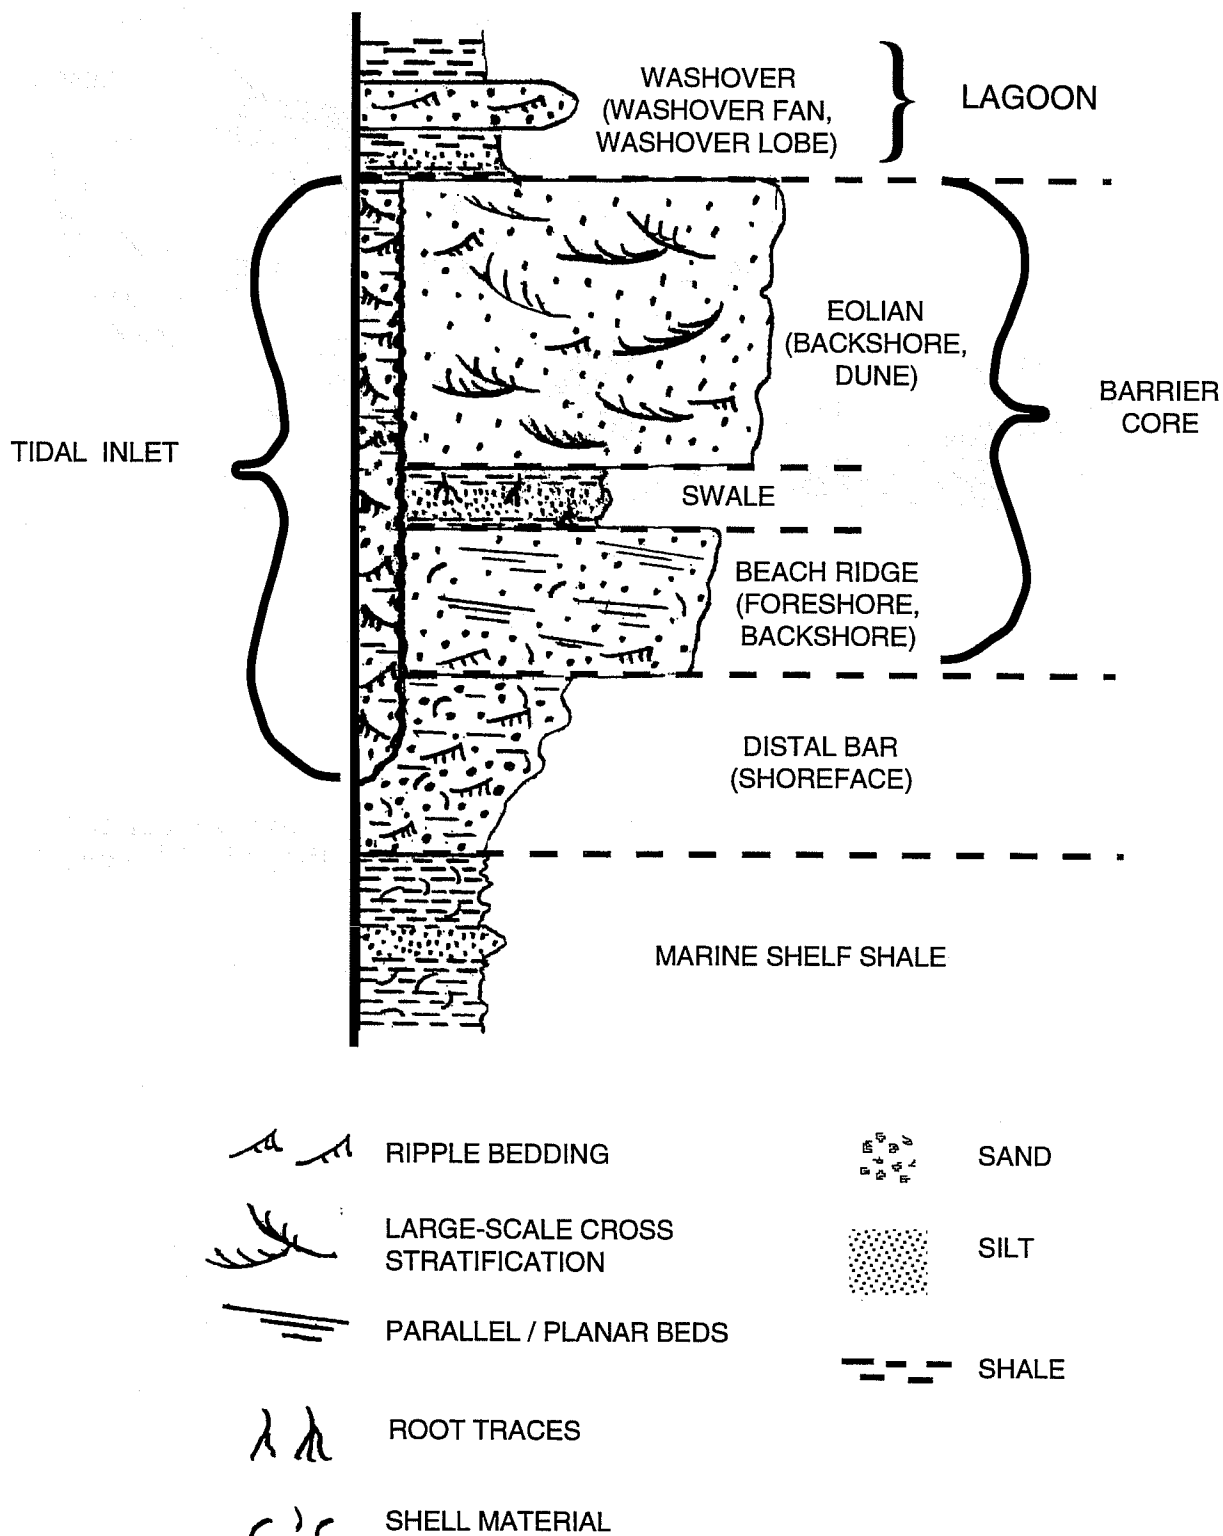 WASHOVER
(WASHOVER FAN,
WASHOVER LOBE)
LAGOON
EOLIAN
(BACKSHORE,
DUNE)
BARRIER
CORE
TIDAL INLET
SWALE
BEACH RIDGE
(FORESHORE,
BACKSHORE)
DISTAL BAR
(SHOREFACE)
MARINE SHELF SHALE
RIPPLE BEDDING
SAND
LARGE-SCALE CROSS
STRATIFICATION
SILT
PARALLEL / PLANAR BEDS
SHALE
ROOT TRACES
SHELL MATERIAL